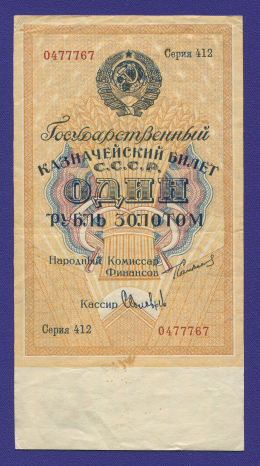 0477767 Серия 412
Государственный
КАЗНАЧЕЙСКИЙ БИЛЕТ
С.С.С.Р.
ОДИН
РУБЛЬ ЗОЛОТОМ
Народный Комиссар
Финансов
Кассир
Серия 412 0477767